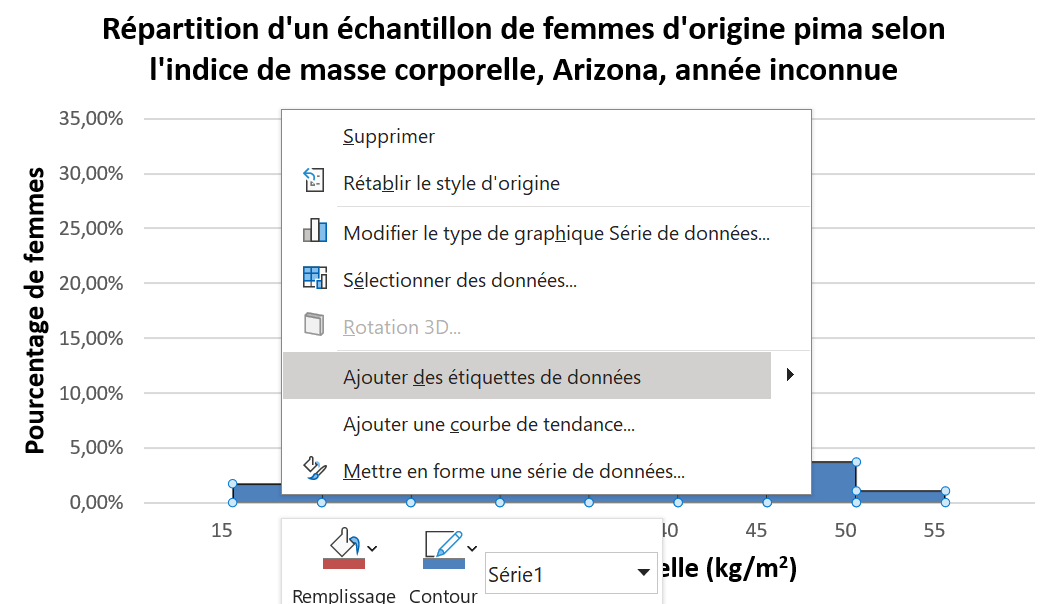 Répartition d'un échantillon de femmes d'origine pima selon
l'indice de masse corporelle, Arizona, année inconnue
Pourcentage de femmes
35,00%
30,00%
25,00%
20,00%
15,00%
10,00%
5,00%
0,00%
Supprimer
Rétablir le style d'origine
Modifier le type de graphique Série de données...
Sélectionner des données...
Rotation 3D...
Ajouter des étiquettes de données
Ajouter une courbe de tendance...
Mettre en forme une série de données...
15
40
45
50
55
elle (kg/m²)
Série1
Remplissage
Contour